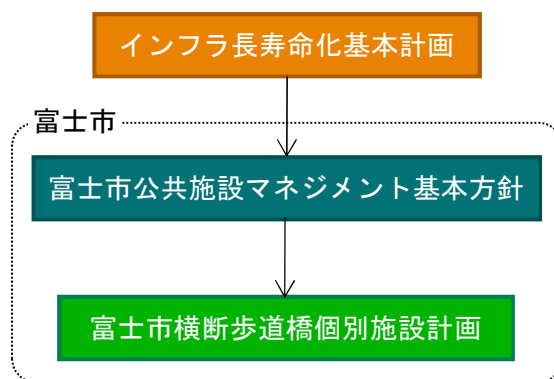 インフラ長寿命化基本計画
富士市
富士市公共施設マネジメント基本方針
富士市横断歩道橋個別施設計画